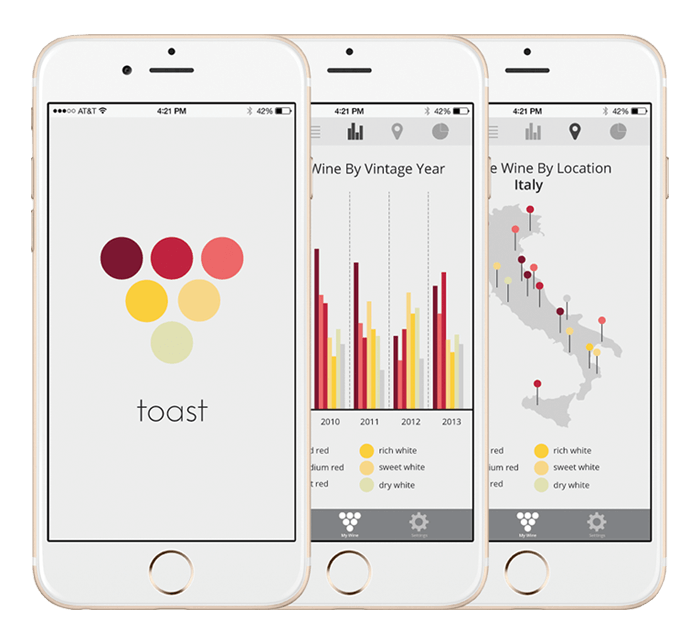 AT&T 4:21 PM 42%
toast
4:21 PM 42%
Wine By Vintage Year
2010 2011 2012 2013
d red rich white
dium red sweet white
red dry white
My Wine Settings
4:21 PM 42%
e Wine By Location
Italy
d red rich white
dium red sweet white
red dry white
My Wine Settings